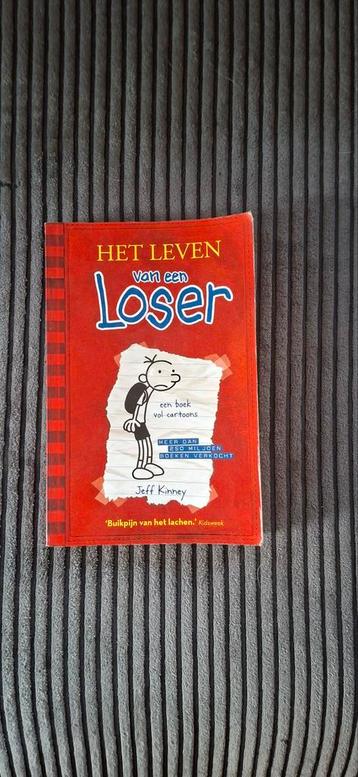 HET LEVEN
van een
Loser
een boek
vol cartoons
MEER DAN
250 MILJOEN
BOEKEN VERKOCHT
Jeff Kinney
'Buikpijn van het lachen.' Kidsweek